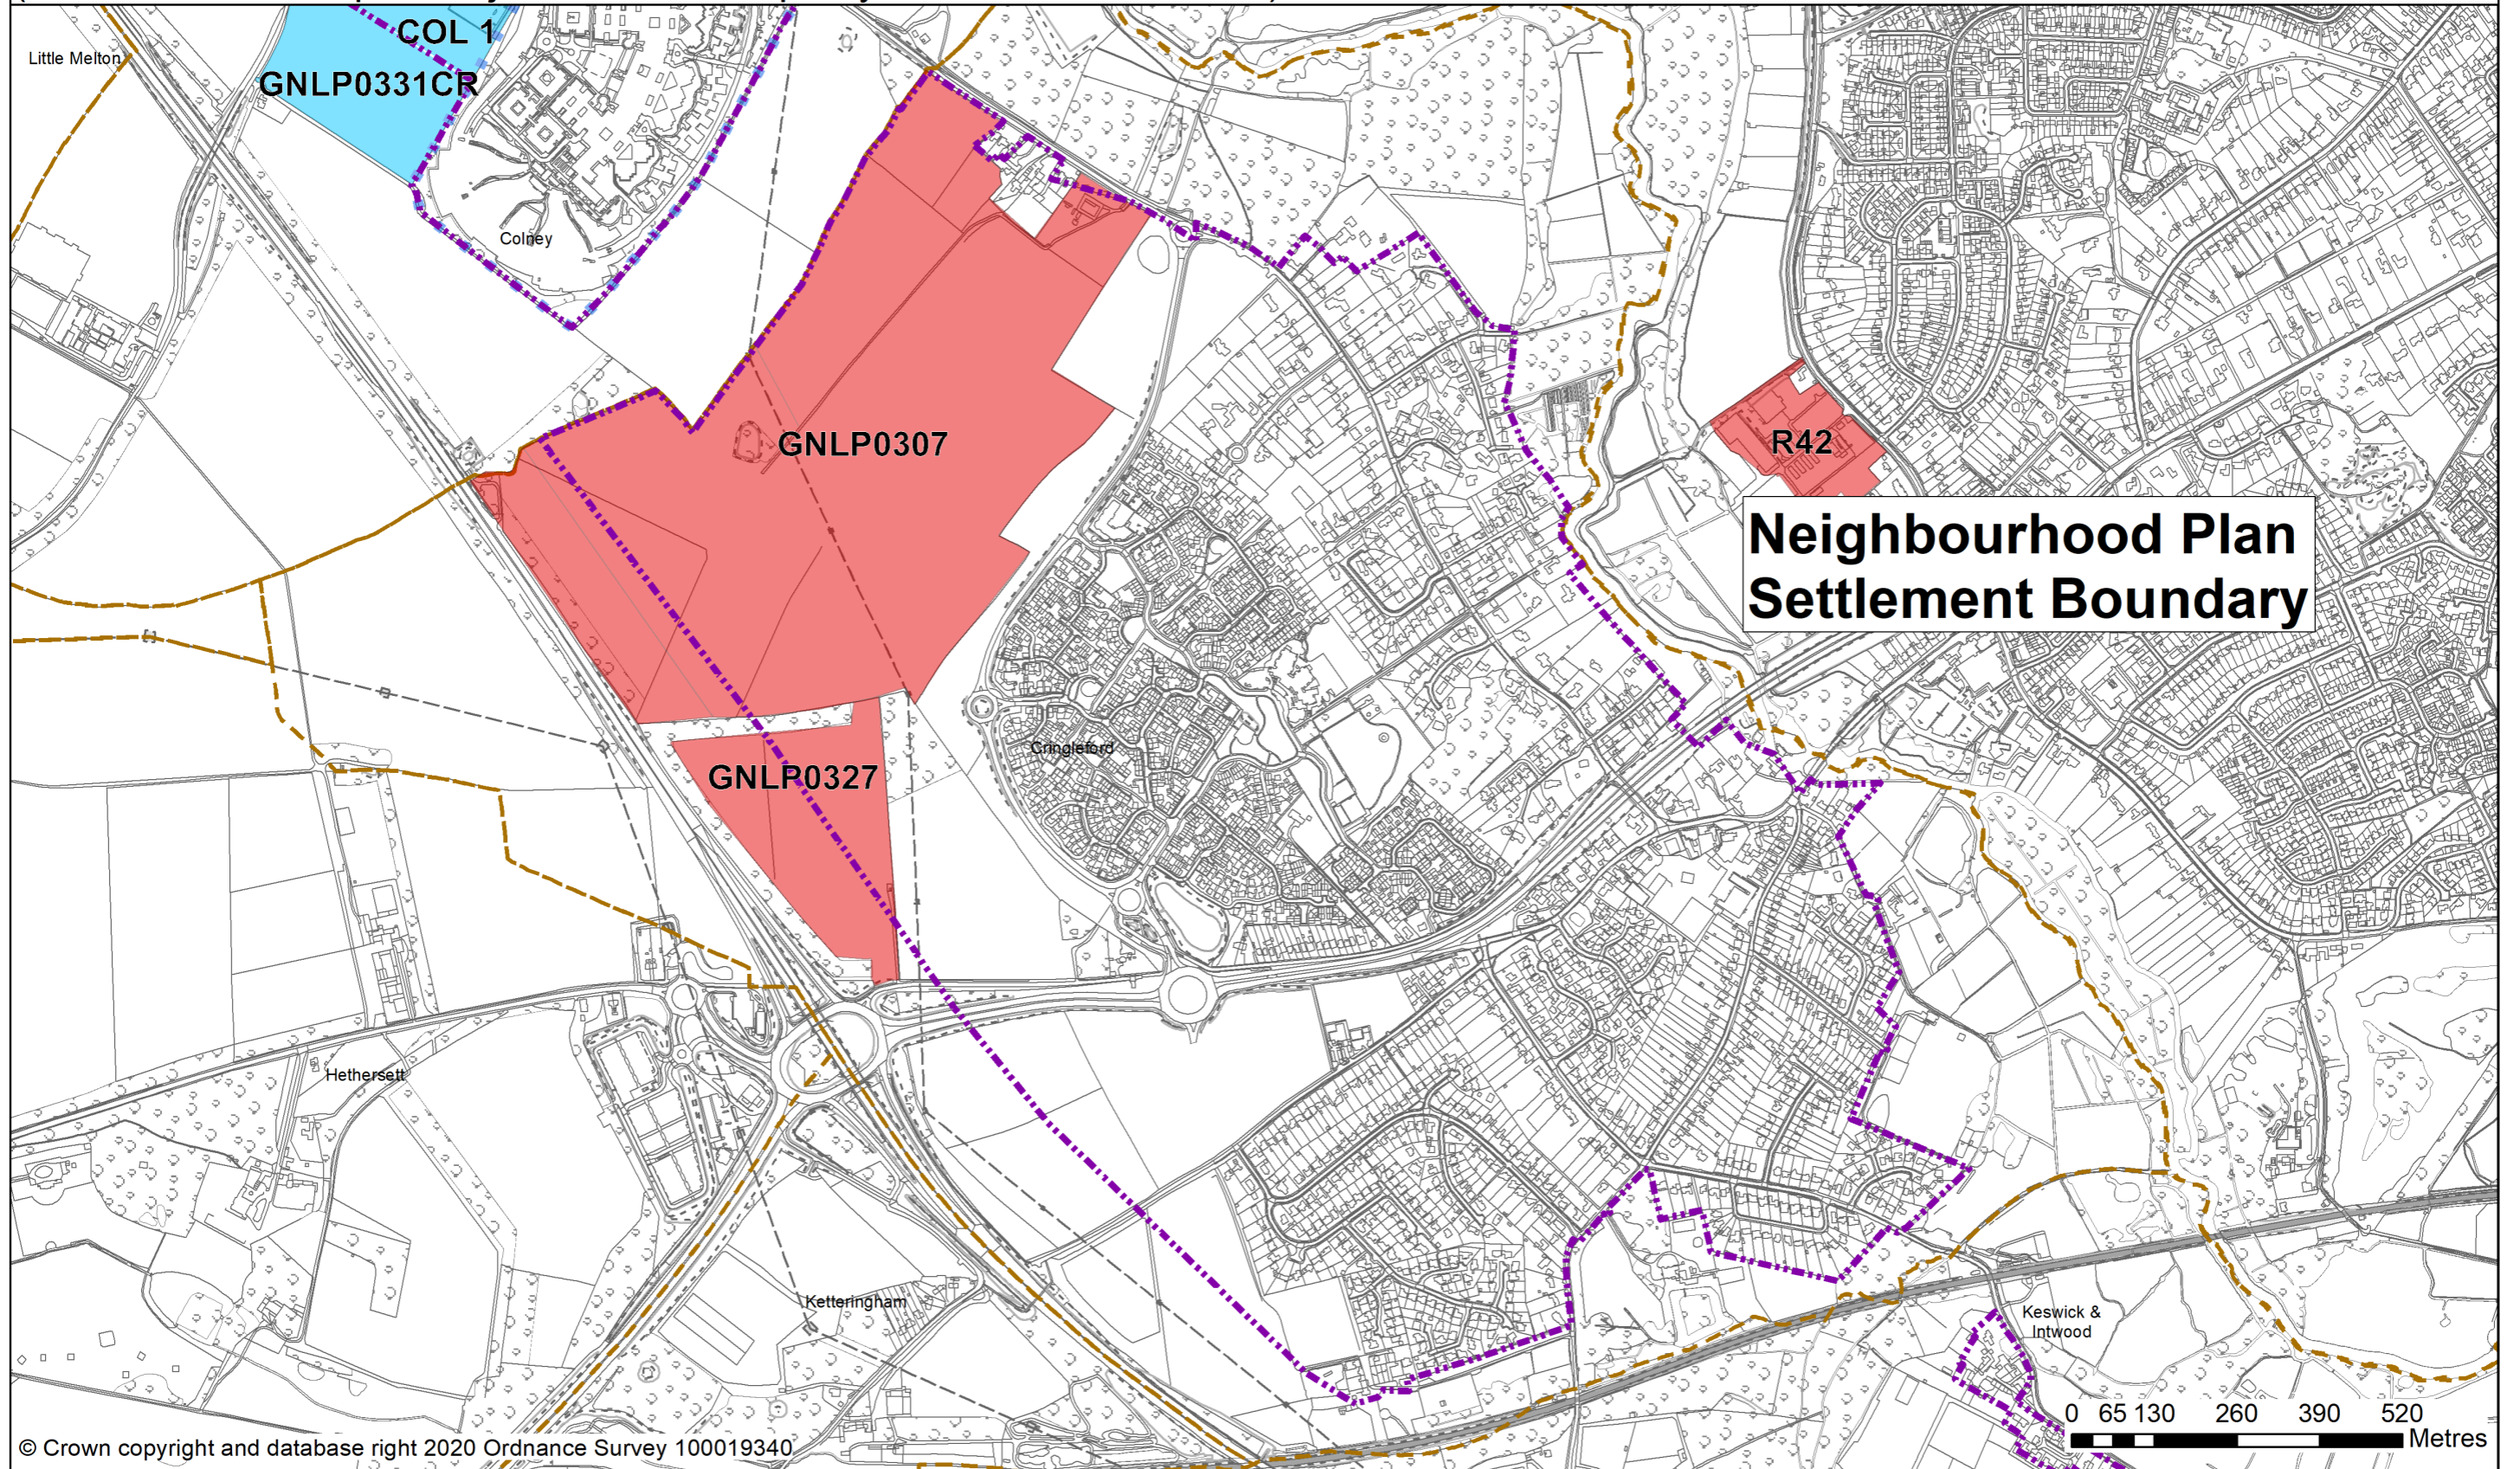 COL 1
Little Melton
GNLP0331CR
Colney
GNLP0307
R42
Neighbourhood Plan
Settlement Boundary
Cringleford
GNLP0327
Hethersett
Ketteringham
Keswick &
Intwood
0 65 130 260 390 520
Metres
© Crown copyright and database right 2020 Ordnance Survey 100019340